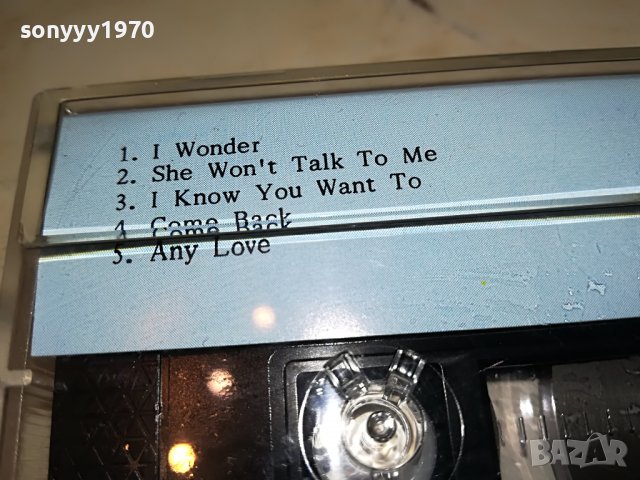 sonyyy1970
1. I Wonder
2. She Won't Talk To Me
3. I Know You Want To
4 Come Back
5. Any Love
BAZAR